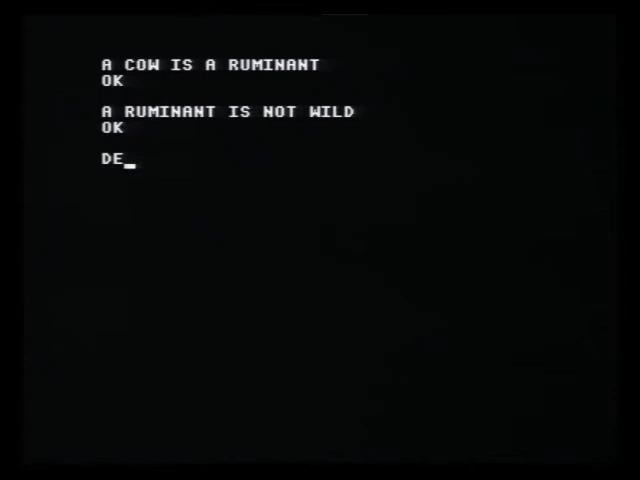 A COW IS A RUMINANT
OK
A RUMINANT IS NOT WILD
OK
DE_